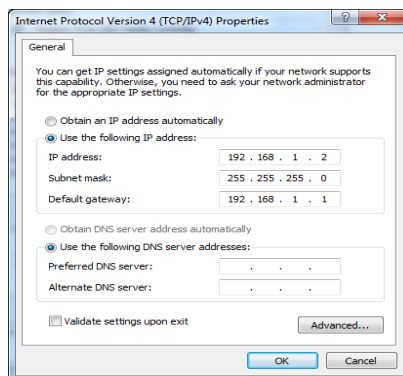 Internet Protocol Version 4 (TCP/IPv4) Properties
General
You can get IP settings assigned automatically if your network supports
this capability. Otherwise, you need to ask your network administrator
for the appropriate IP settings.
Obtain an IP address automatically
Use the following IP address:
IP address: 192 . 168 . 1 . 2
Subnet mask: 255 . 255 . 255 . 0
Default gateway: 192 . 168 . 1 . 1
Obtain DNS server address automatically
Use the following DNS server addresses:
Preferred DNS server: . . .
Alternate DNS server: . . .
Validate settings upon exit
Advanced...
OK Cancel